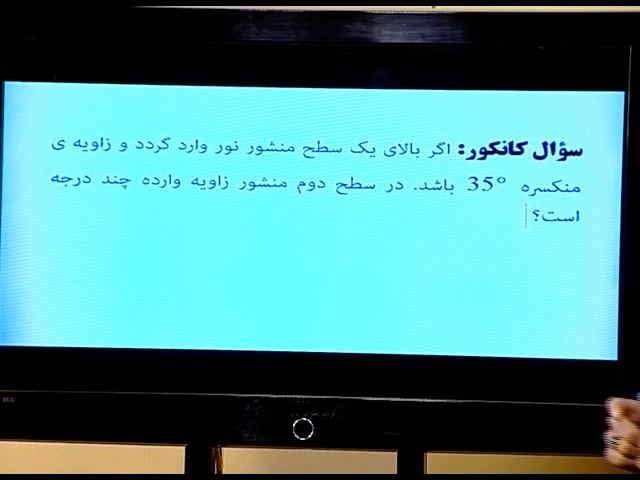 سؤال کانکور: اگر بالای یک سطح منشور نور وارد گردد و زاویه ی
منکسره 35° باشد. در سطح دوم منشور زاویه وارده چند درجه
است؟